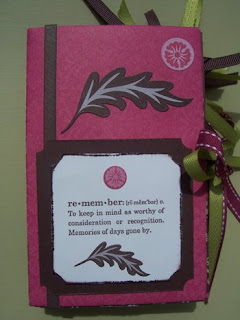 re•mem•ber: (rĭ-mĕm′bər) v.
To keep in mind as worthy of
consideration or recognition.
Memories of days gone by.